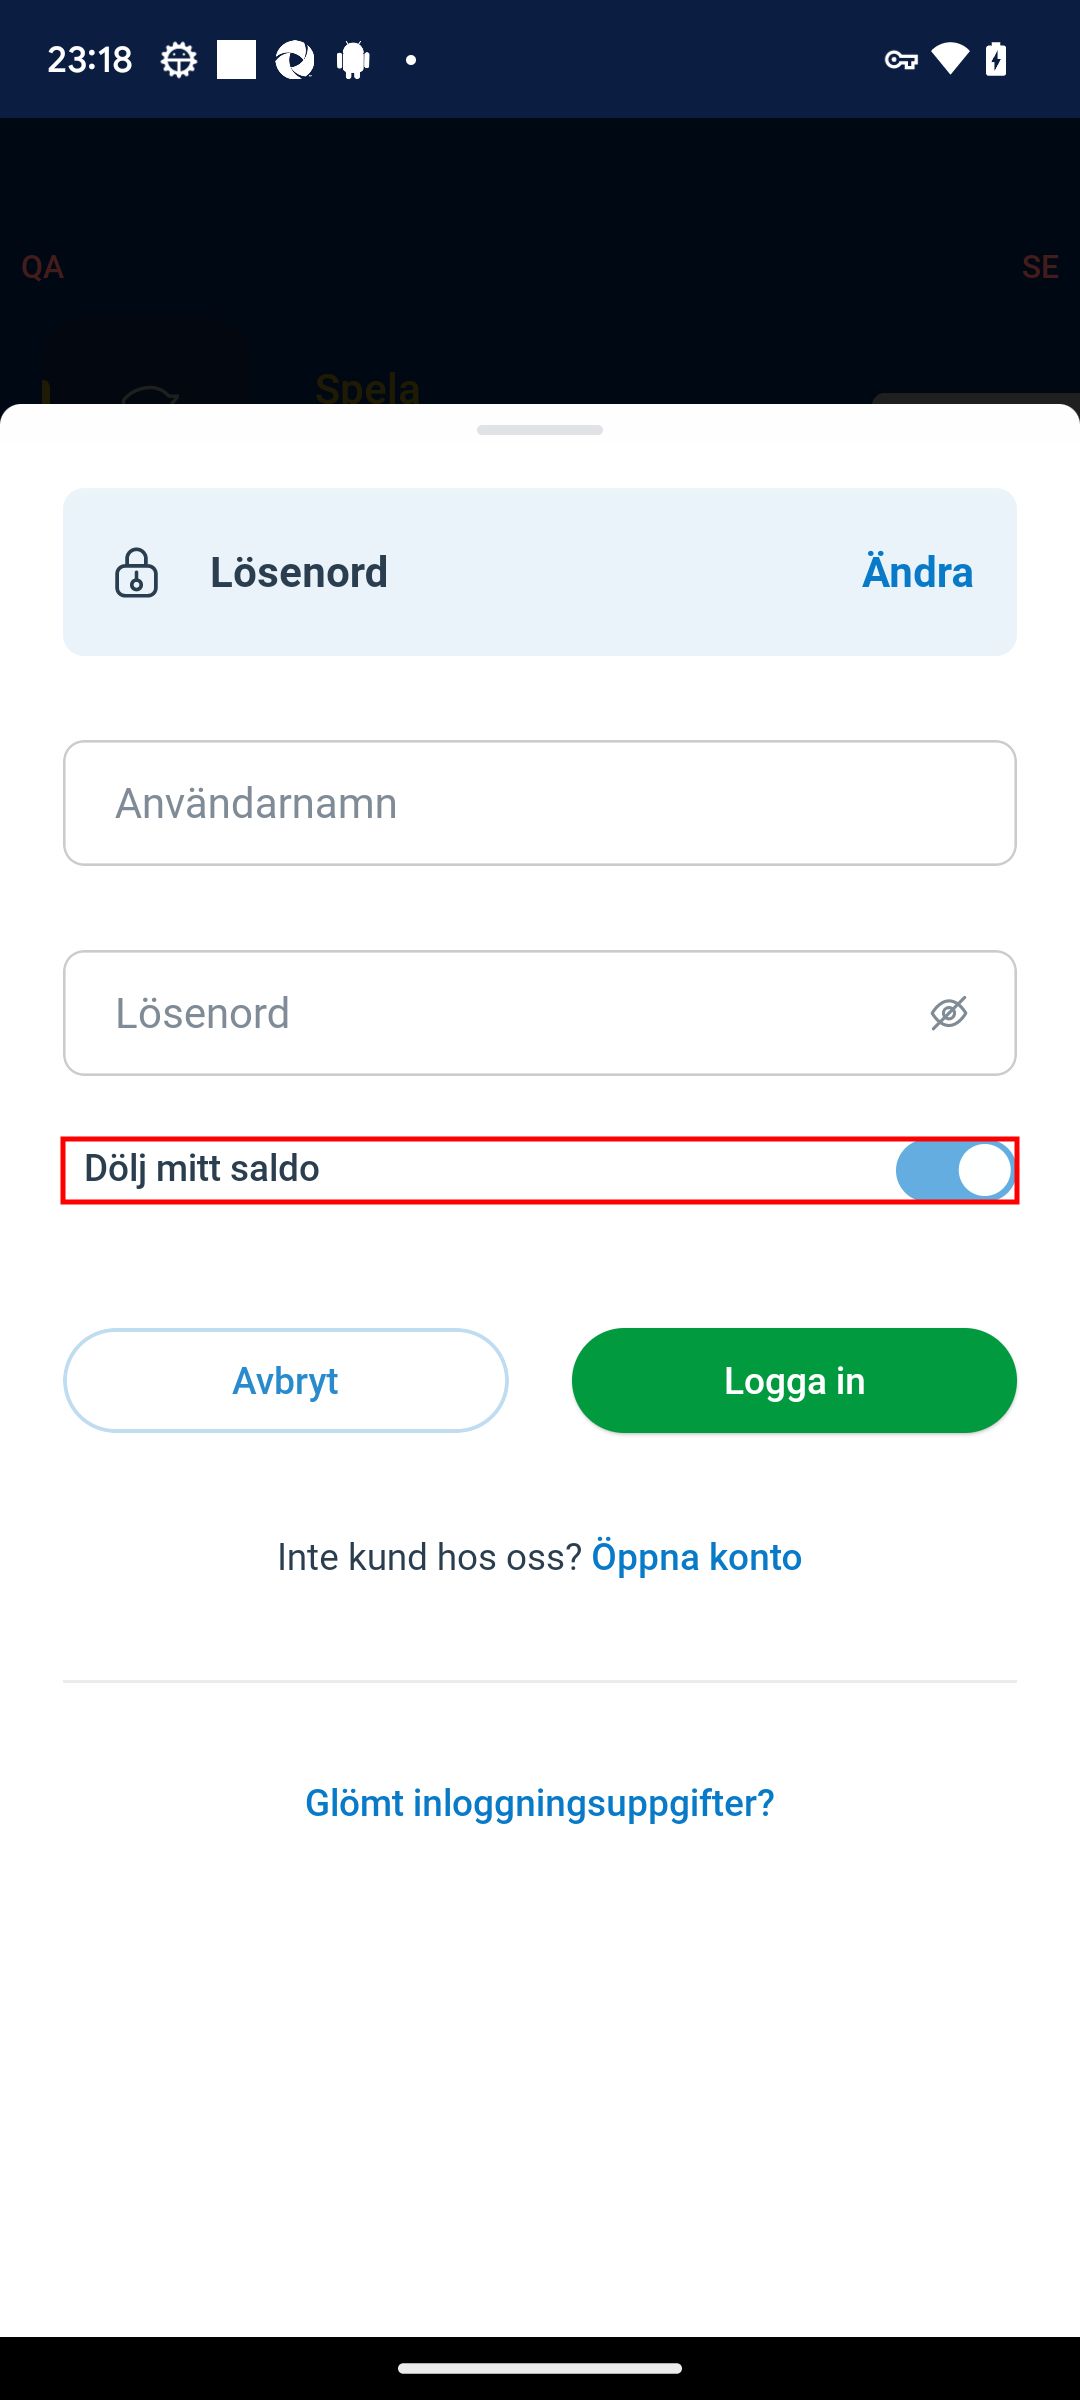 23:18
QA
SE
Spela
Lösenord
Ändra
Användarnamn
Lösenord
Dölj mitt saldo
Avbryt
Logga in
Inte kund hos oss? Öppna konto
Glömt inloggningsuppgifter?